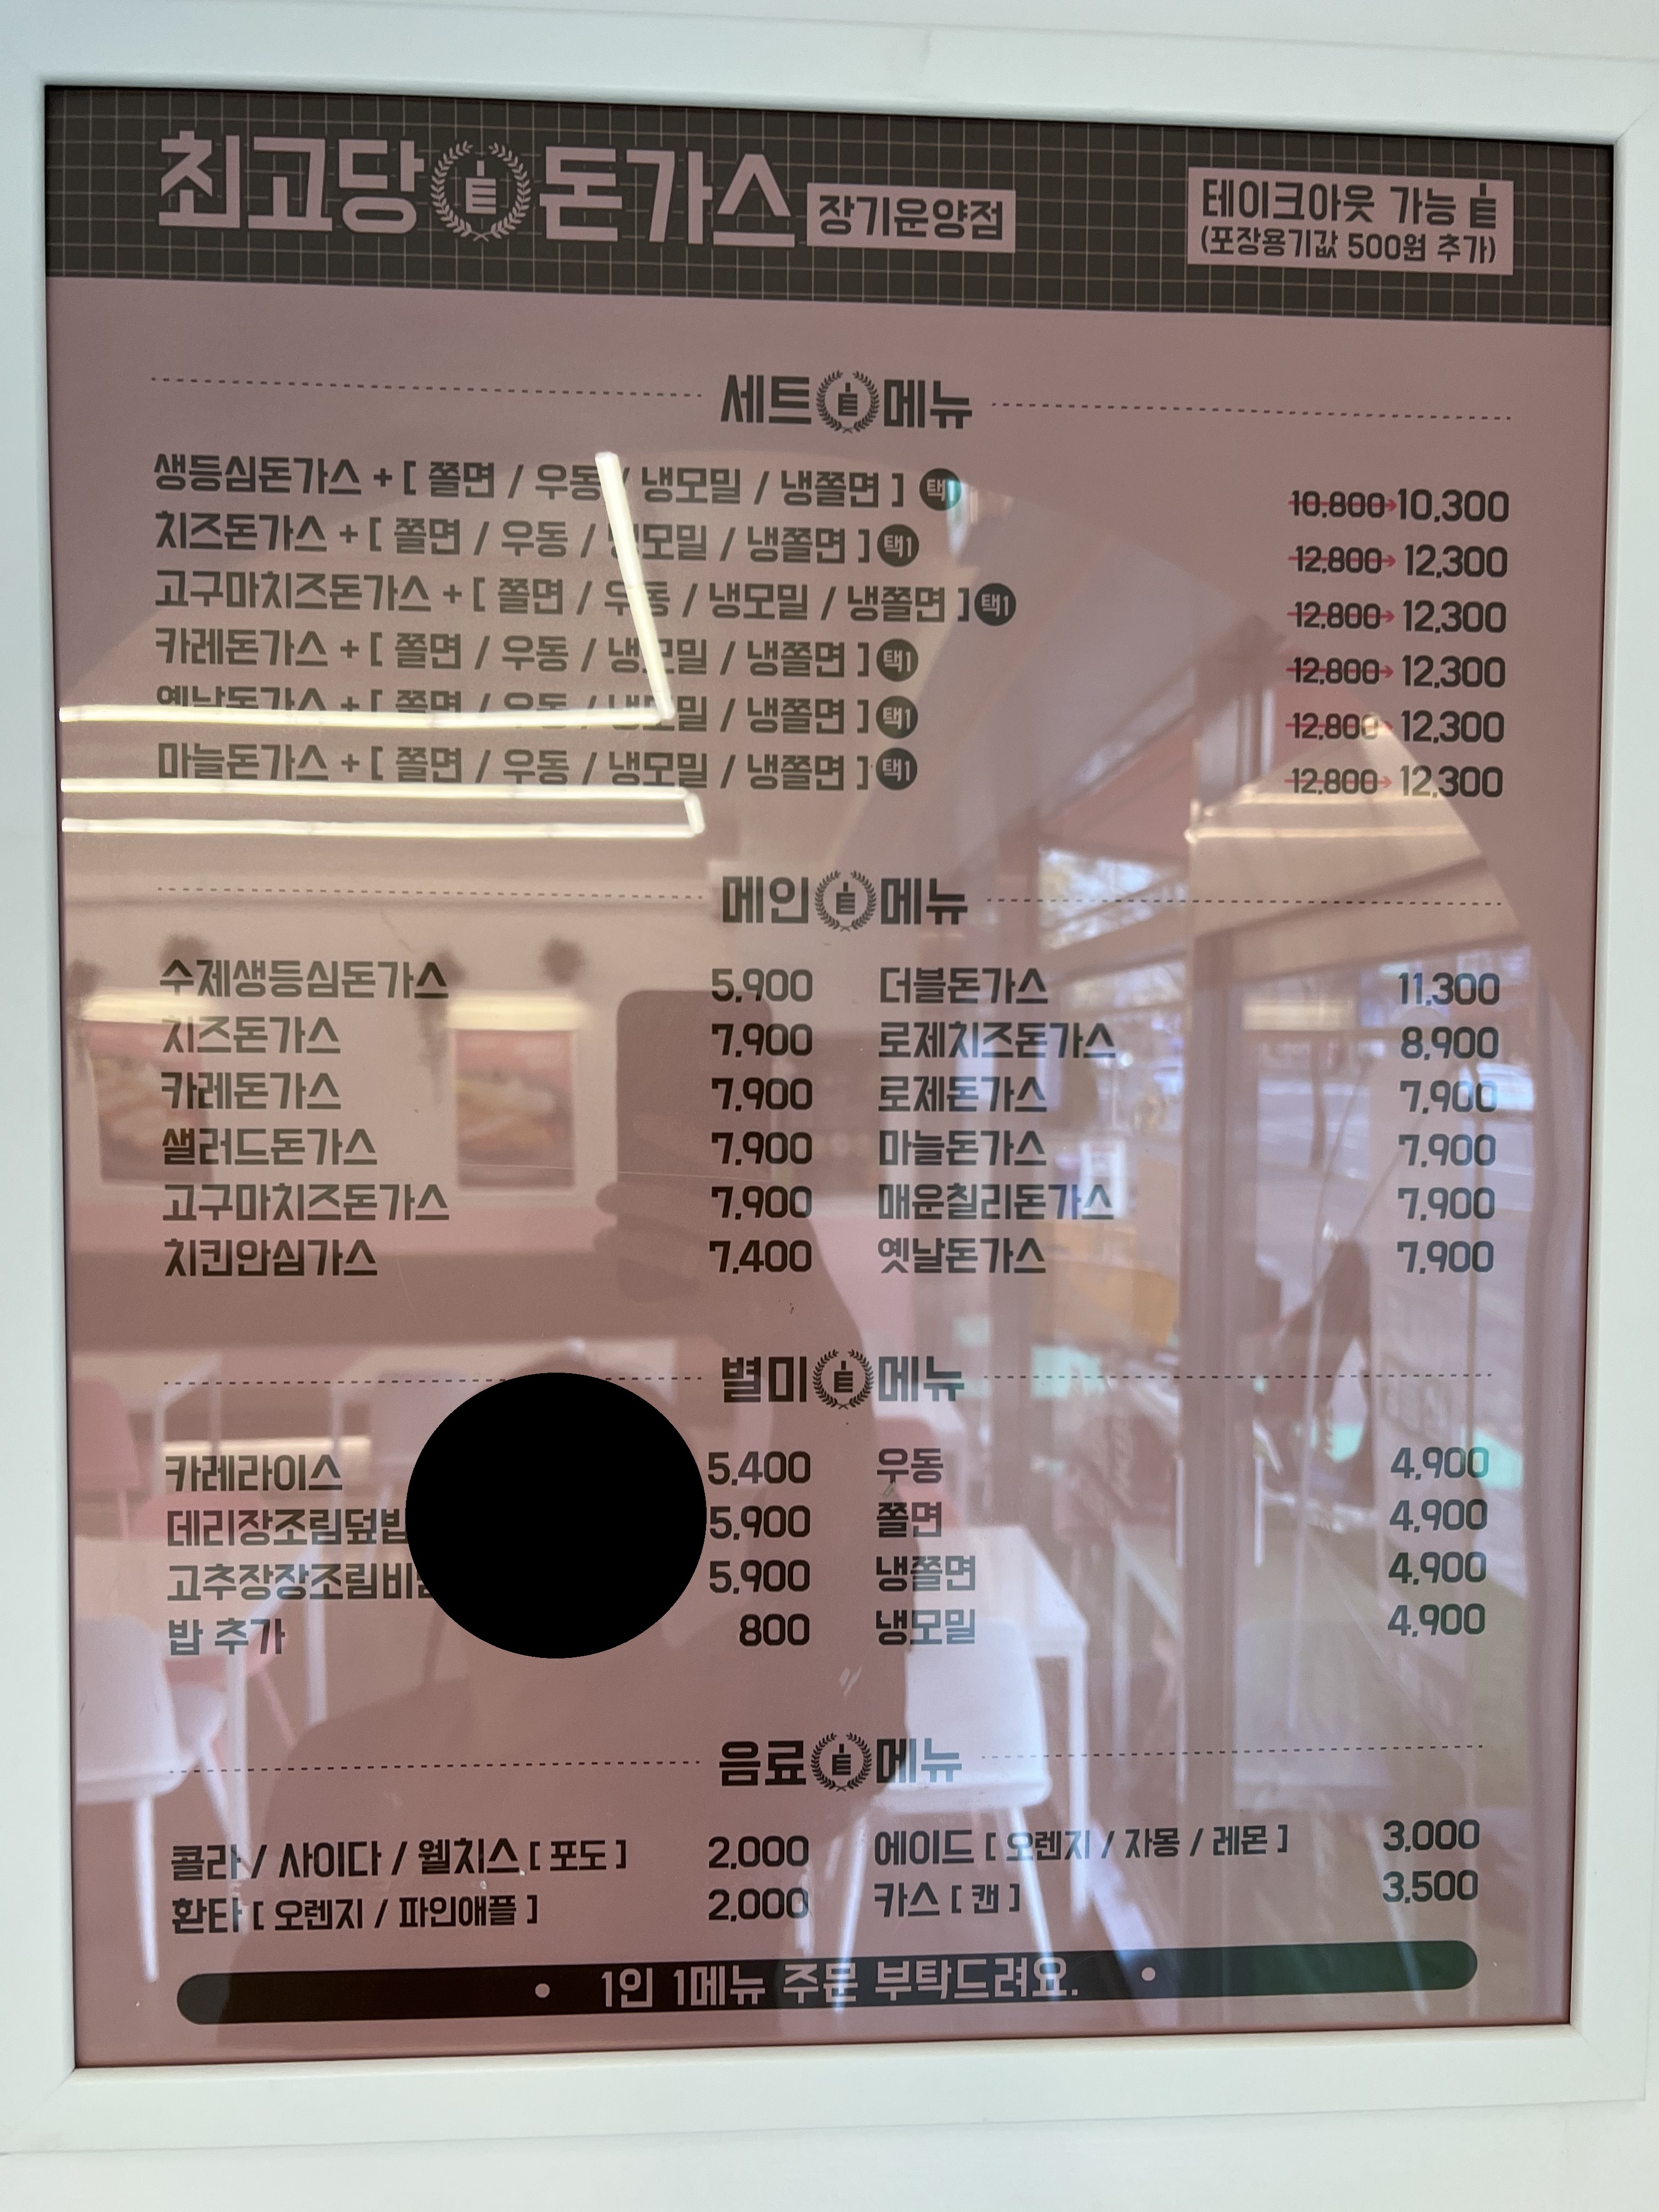 최고당 돈가스 장기운양점
테이크아웃 가능
(포장용기값 500원 추가)
세트 메뉴
생등심돈가스 + [ 쫄면 / 우동 / 냉모밀 / 냉쫄면 ] 택1 10,800→10,300
치즈돈가스 + [ 쫄면 / 우동 / 냉모밀 / 냉쫄면 ] 택1 12,800→12,300
고구마치즈돈가스 + [ 쫄면 / 우동 / 냉모밀 / 냉쫄면 ] 택1 12,800→12,300
카레돈가스 + [ 쫄면 / 우동 / 냉모밀 / 냉쫄면 ] 택1 12,800→12,300
옛날돈가스 + [ 쫄면 / 우동 / 냉모밀 / 냉쫄면 ] 택1 12,800→12,300
마늘돈가스 + [ 쫄면 / 우동 / 냉모밀 / 냉쫄면 ] 택1 12,800→12,300
메인 메뉴
수제생등심돈가스 5,900 더블돈가스 11,300
치즈돈가스 7,900 로제치즈돈가스 8,900
카레돈가스 7,900 로제돈가스 7,900
샐러드돈가스 7,900 마늘돈가스 7,900
고구마치즈돈가스 7,900 매운칠리돈가스 7,900
치킨안심가스 7,400 옛날돈가스 7,900
별미 메뉴
카레라이스 5,400 우동 4,900
데리장조림덮밥 5,900 쫄면 4,900
5,900 냉쫄면 4,900
밥 추가 800 냉모밀 4,900
음료 메뉴
콜라 / 사이다 / 웰치스 [ 포도 ] 2,000 에이드 [ 오렌지 / 자몽 / 레몬 ] 3,000
환타 [ 오렌지 / 파인애플 ] 2,000 카스 [ 캔 ] 3,500
• 1인 1메뉴 주문 부탁드려요. •